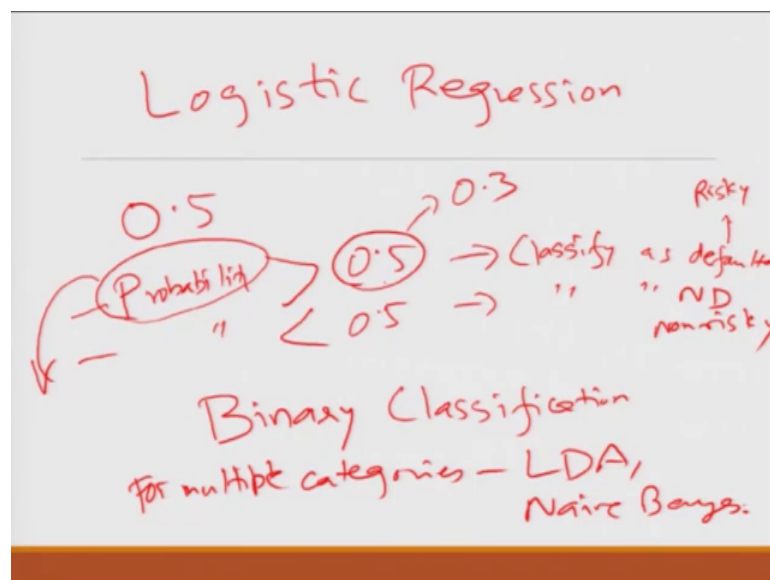 Logistic Regression
0.5
0.3
Risky
Probability > 0.5 → Classify as defaulte
" < 0.5 → " " ND
Non risky
Binary Classification
For multiple categories - LDA,
Naive Bayes.